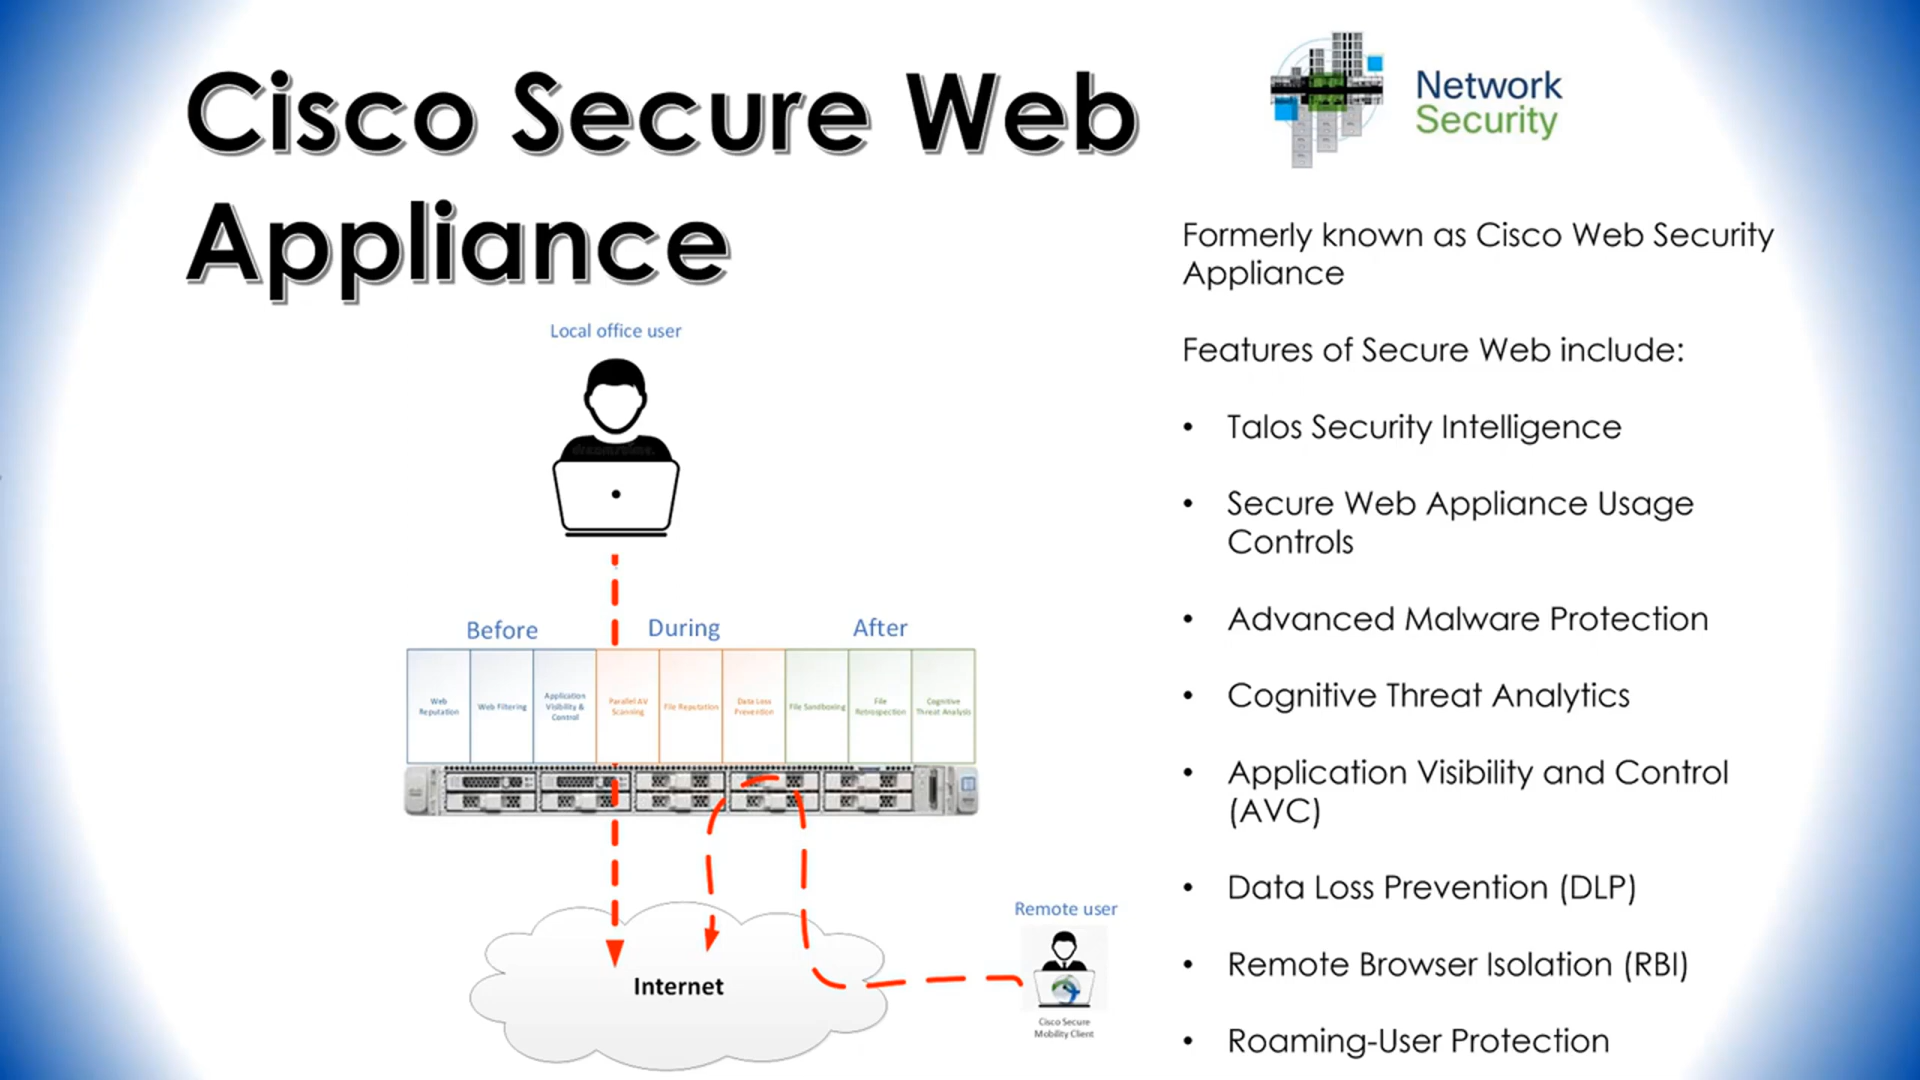 Cisco Secure Web
Appliance
Network
Security
Formerly known as Cisco Web Security
Appliance
Features of Secure Web include:
• Talos Security Intelligence
• Secure Web Appliance Usage
Controls
• Advanced Malware Protection
• Cognitive Threat Analytics
• Application Visibility and Control
(AVC)
• Data Loss Prevention (DLP)
• Remote Browser Isolation (RBI)
• Roaming-User Protection
Local office user
Before
During
After
Web
Reputation
Web Filtering
Application
Visibility &
Control
Parallel AV
Scanning
File Reputation
Data Loss
Prevention
File Sandboxing
File
Retrospection
Cognitive
Threat Analysis
Internet
Remote user
Cisco Secure
Mobility Client